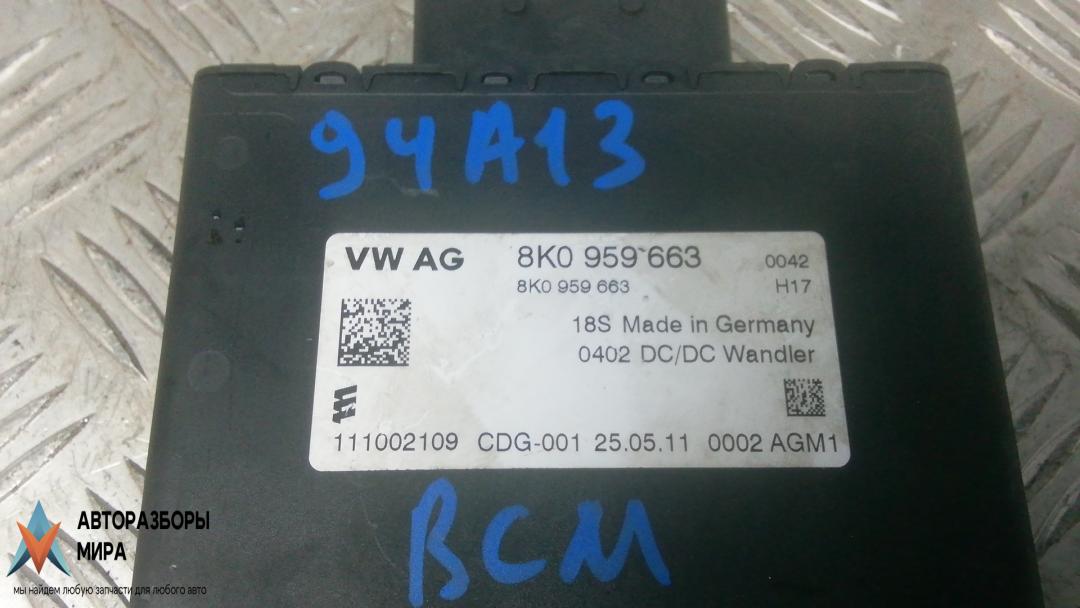 94A13
VW AG 8K0 959 663 0042
8K0 959 663 H17
18S Made in Germany
0402 DC/DC Wandler
111002109 CDG-001 25.05.11 0002 AGM1
BCM
АВТОРАЗБОРЫ
МИРА
мы найдем любую запчасти для любого авто